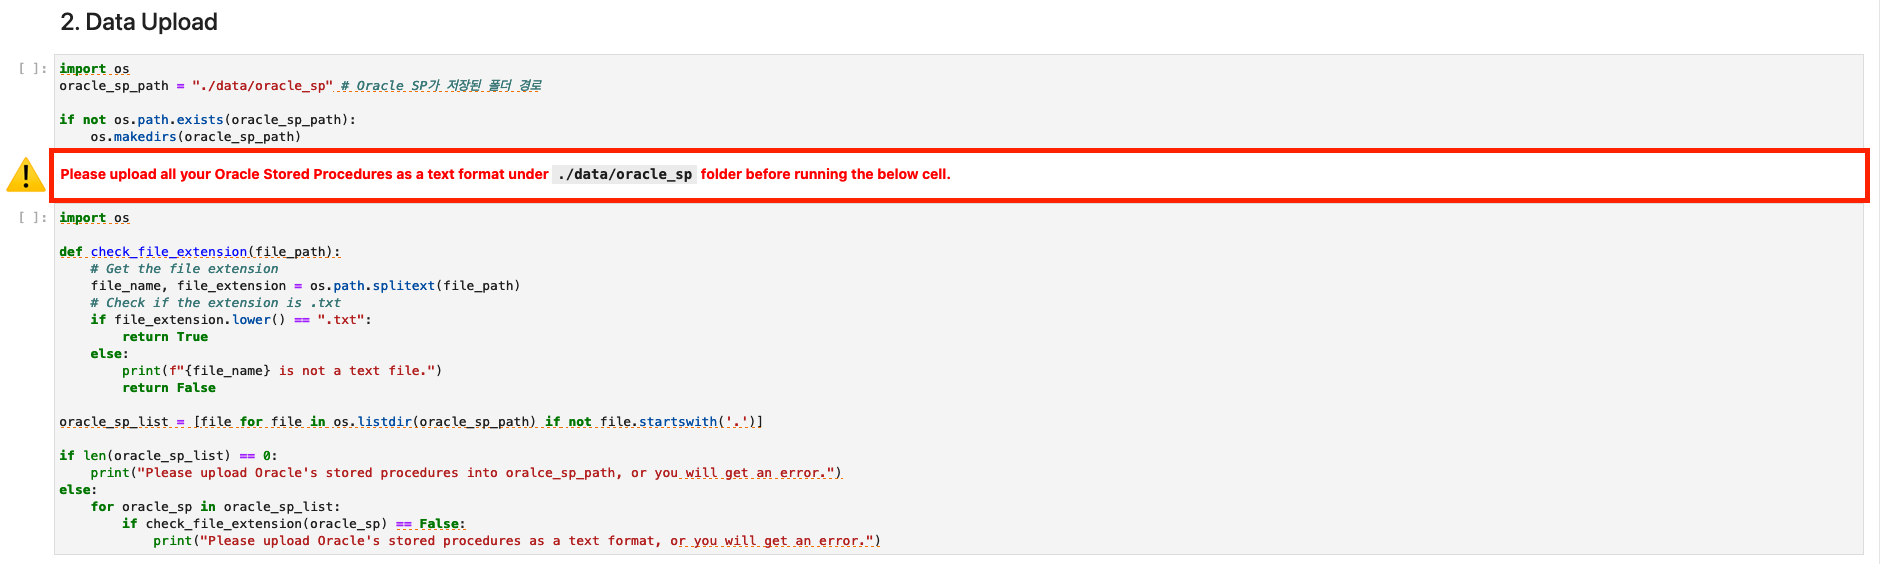 2. Data Upload
[ ]:
import os
oracle_sp_path = "./data/oracle_sp" # Oracle SP가 저장된 폴더 경로

if not os.path.exists(oracle_sp_path):
    os.makedirs(oracle_sp_path)
Please upload all your Oracle Stored Procedures as a text format under ./data/oracle_sp folder before running the below cell.
[ ]:
import os

def check_file_extension(file_path):
    # Get the file extension
    file_name, file_extension = os.path.splitext(file_path)
    # Check if the extension is .txt
    if file_extension.lower() == ".txt":
        return True
    else:
        print(f"{file_name} is not a text file.")
        return False

oracle_sp_list = [file for file in os.listdir(oracle_sp_path) if not file.startswith('.')]

if len(oracle_sp_list) == 0:
    print("Please upload Oracle's stored procedures into oralce_sp_path, or you will get an error.")
else:
    for oracle_sp in oracle_sp_list:
        if check_file_extension(oracle_sp) == False:
            print("Please upload Oracle's stored procedures as a text format, or you will get an error.")